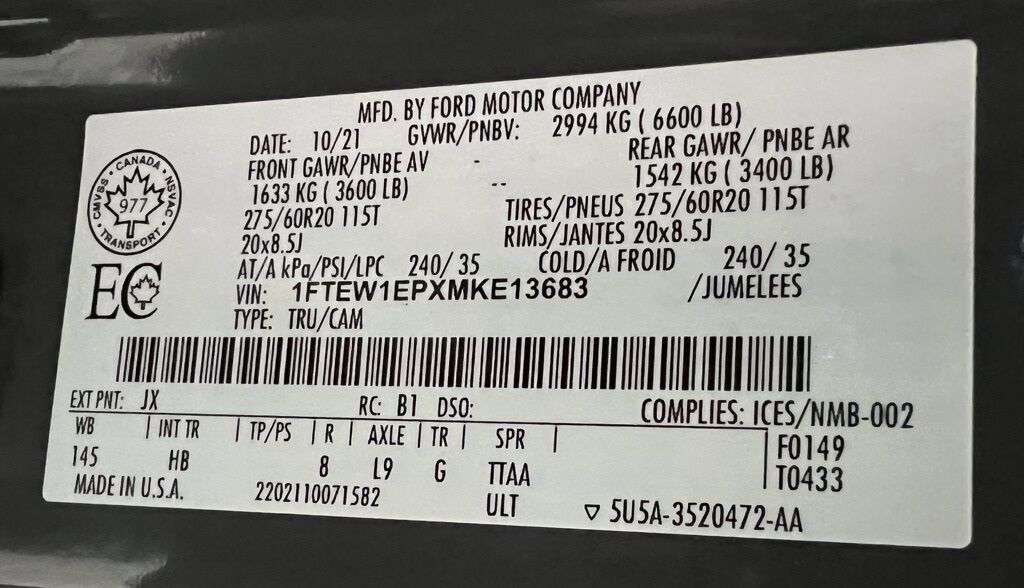 MFD. BY FORD MOTOR COMPANY
DATE: 10/21 GVWR/PNBV: 2994 KG ( 6600 LB)
FRONT GAWR/PNBE AV - REAR GAWR/ PNBE AR
1633 KG ( 3600 LB) -- 1542 KG ( 3400 LB)
275/60R20 115T TIRES/PNEUS 275/60R20 115T
20x8.5J RIMS/JANTES 20x8.5J
AT/A kPa/PSI/LPC 240/ 35 COLD/A FROID 240/ 35
VIN: 1FTEW1EPXMKE13683 /JUMELEES
TYPE: TRU/CAM
CANADA
CMVSS NSVAC
977
TRANSPORT
EC
EXT PNT: JX RC: B1 DSO: COMPLIES: ICES/NMB-002
WB | INT TR | TP/PS | R | AXLE | TR | SPR | F0149
145 HB 8 L9 G TTAA T0433
MADE IN U.S.A. 2202110071582 ULT ▽ 5U5A-3520472-AA